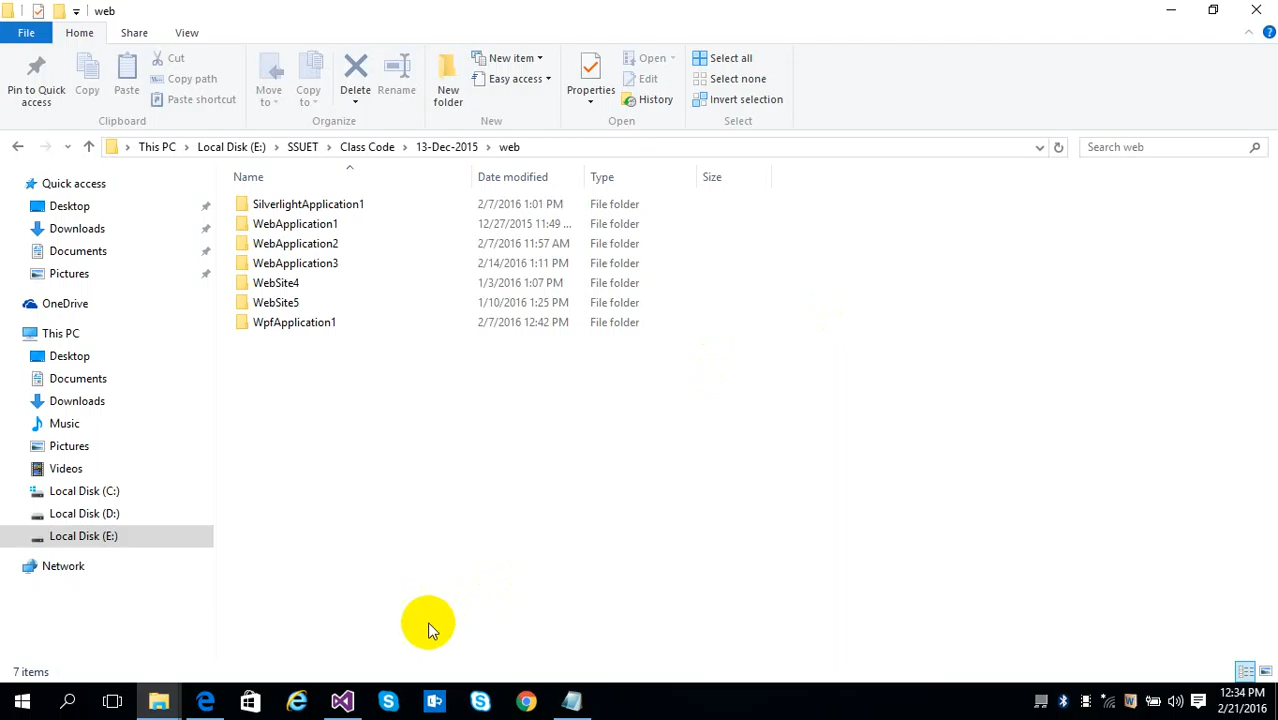 web
File Home Share View
Pin to Quick access
Copy
Paste
Cut
Copy path
Paste shortcut
Clipboard
Move to
Copy to
Delete
Rename
Organize
New folder
New item
Easy access
New
Properties
Open
Edit
History
Open
Select all
Select none
Invert selection
Select
This PC Local Disk (E:) SSUET Class Code 13-Dec-2015 web
Search web
Name Date modified Type Size
SilverlightApplication1 2/7/2016 1:01 PM File folder
WebApplication1 12/27/2015 11:49 ... File folder
WebApplication2 2/7/2016 11:57 AM File folder
WebApplication3 2/14/2016 1:11 PM File folder
WebSite4 1/3/2016 1:07 PM File folder
WebSite5 1/10/2016 1:25 PM File folder
WpfApplication1 2/7/2016 12:42 PM File folder
Quick access
Desktop
Downloads
Documents
Pictures
OneDrive
This PC
Desktop
Documents
Downloads
Music
Pictures
Videos
Local Disk (C:)
Local Disk (D:)
Local Disk (E:)
Network
7 items
12:34 PM
2/21/2016